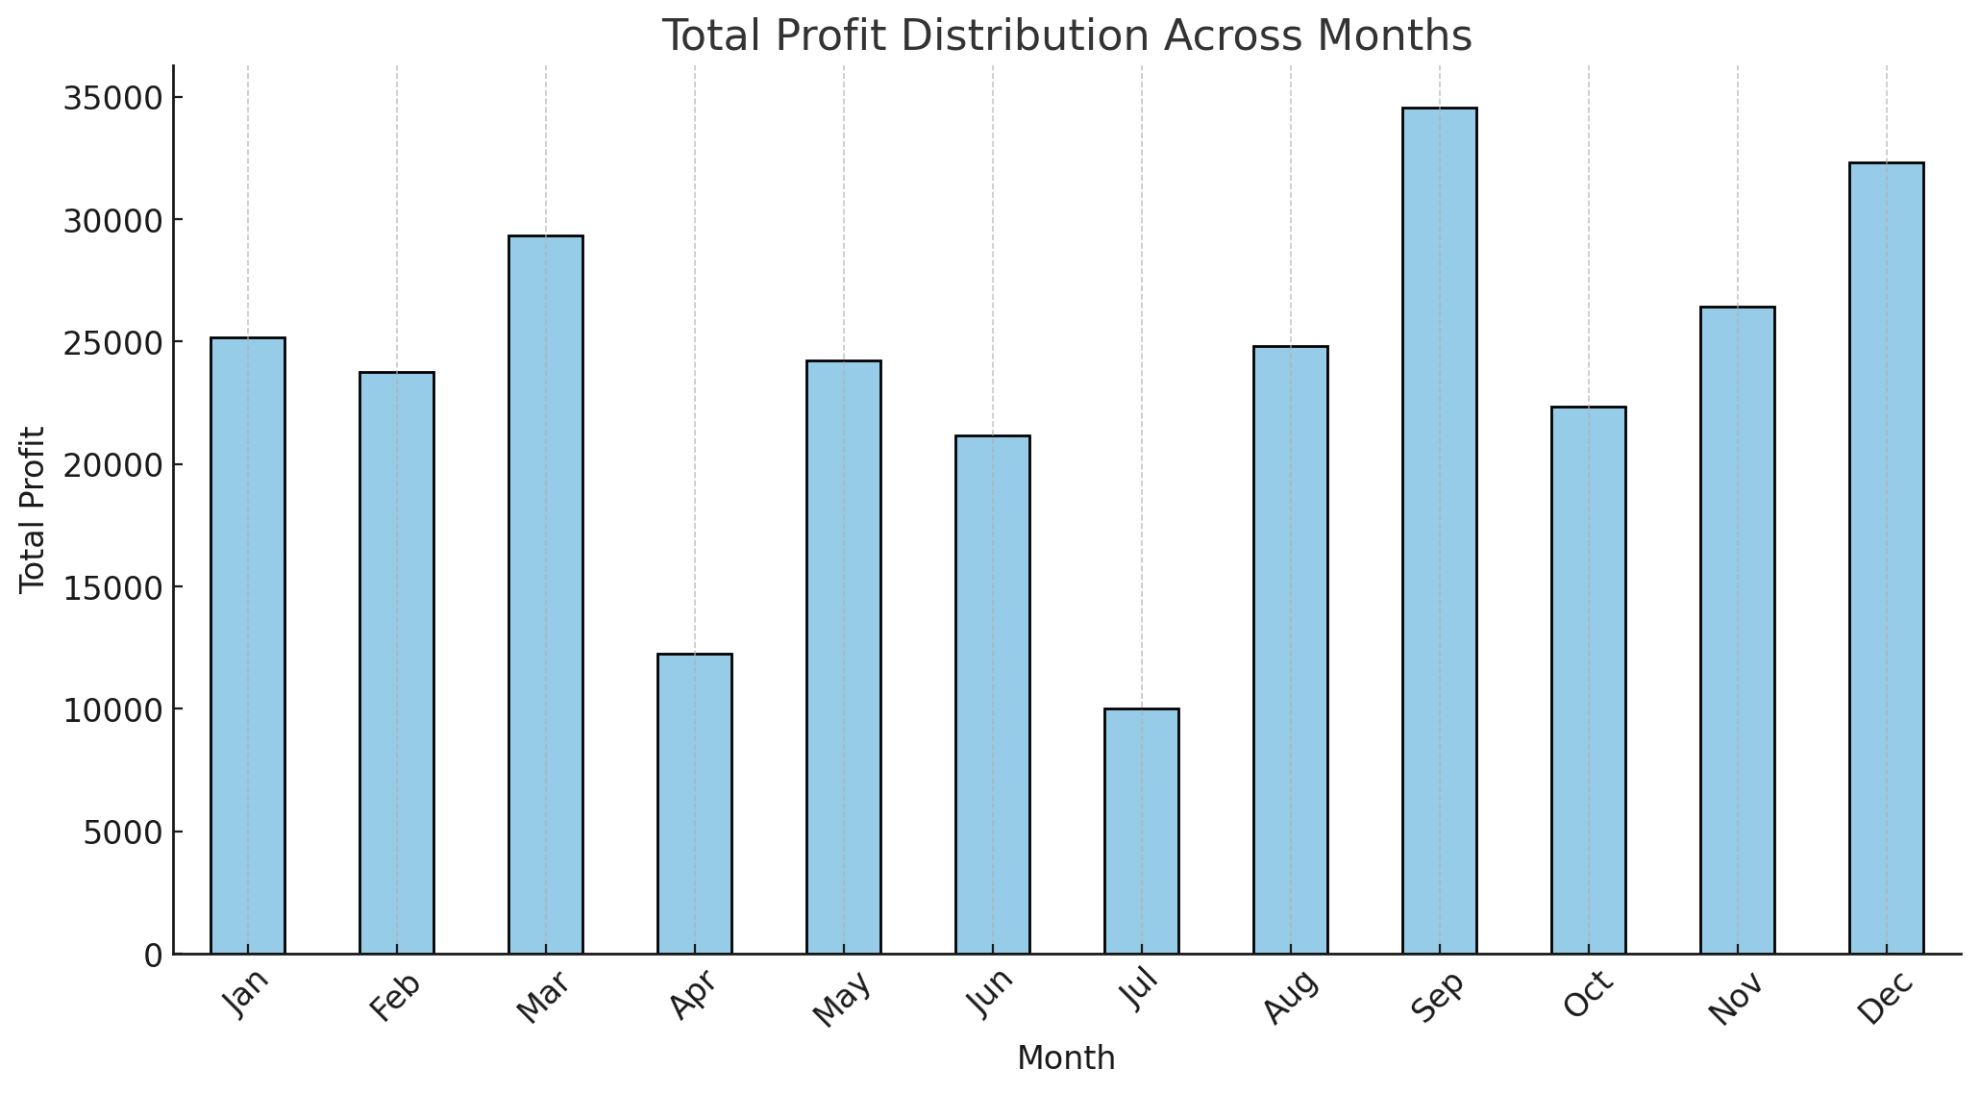 Total Profit Distribution Across Months
Total Profit
35000
30000
25000
20000
15000
10000
5000
0
Jan
Feb
Mar
Apr
May
Jun
Jul
Aug
Sep
Oct
Nov
Dec
Month